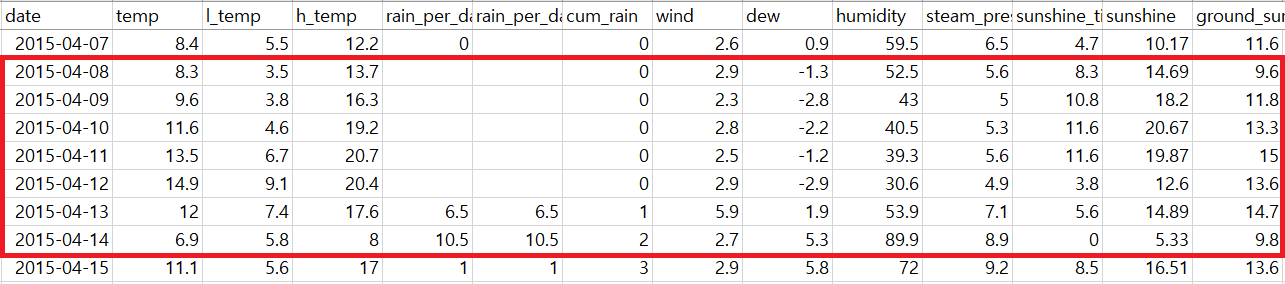 date temp l_temp h_temp rain_per_da rain_per_da cum_rain wind dew humidity steam_pres sunshine_ti sunshine ground_sur
2015-04-07 8.4 5.5 12.2 0 0 2.6 0.9 59.5 6.5 4.7 10.17 11.6
2015-04-08 8.3 3.5 13.7 0 2.9 -1.3 52.5 5.6 8.3 14.69 9.6
2015-04-09 9.6 3.8 16.3 0 2.3 -2.8 43 5 10.8 18.2 11.8
2015-04-10 11.6 4.6 19.2 0 2.8 -2.2 40.5 5.3 11.6 20.67 13.3
2015-04-11 13.5 6.7 20.7 0 2.5 -1.2 39.3 5.6 11.6 19.87 15
2015-04-12 14.9 9.1 20.4 0 2.9 -2.9 30.6 4.9 3.8 12.6 13.6
2015-04-13 12 7.4 17.6 6.5 6.5 1 5.9 1.9 53.9 7.1 5.6 14.89 14.7
2015-04-14 6.9 5.8 8 10.5 10.5 2 2.7 5.3 89.9 8.9 0 5.33 9.8
2015-04-15 11.1 5.6 17 1 1 3 2.9 5.8 72 9.2 8.5 16.51 13.6